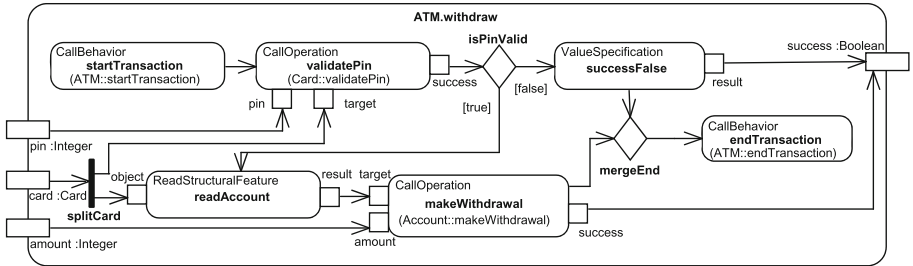 ATM.withdraw
CallBehavior
startTransaction
(ATM::startTransaction)
CallOperation
validatePin
(Card::validatePin)
success
pin
target
isPinValid
[true]
[false]
ValueSpecification
successFalse
result
success :Boolean
pin :Integer
CallBehavior
endTransaction
(ATM::endTransaction)
mergeEnd
card :Card
splitCard
object
ReadStructuralFeature
readAccount
result
target
CallOperation
makeWithdrawal
(Account::makeWithdrawal)
success
amount
amount :Integer